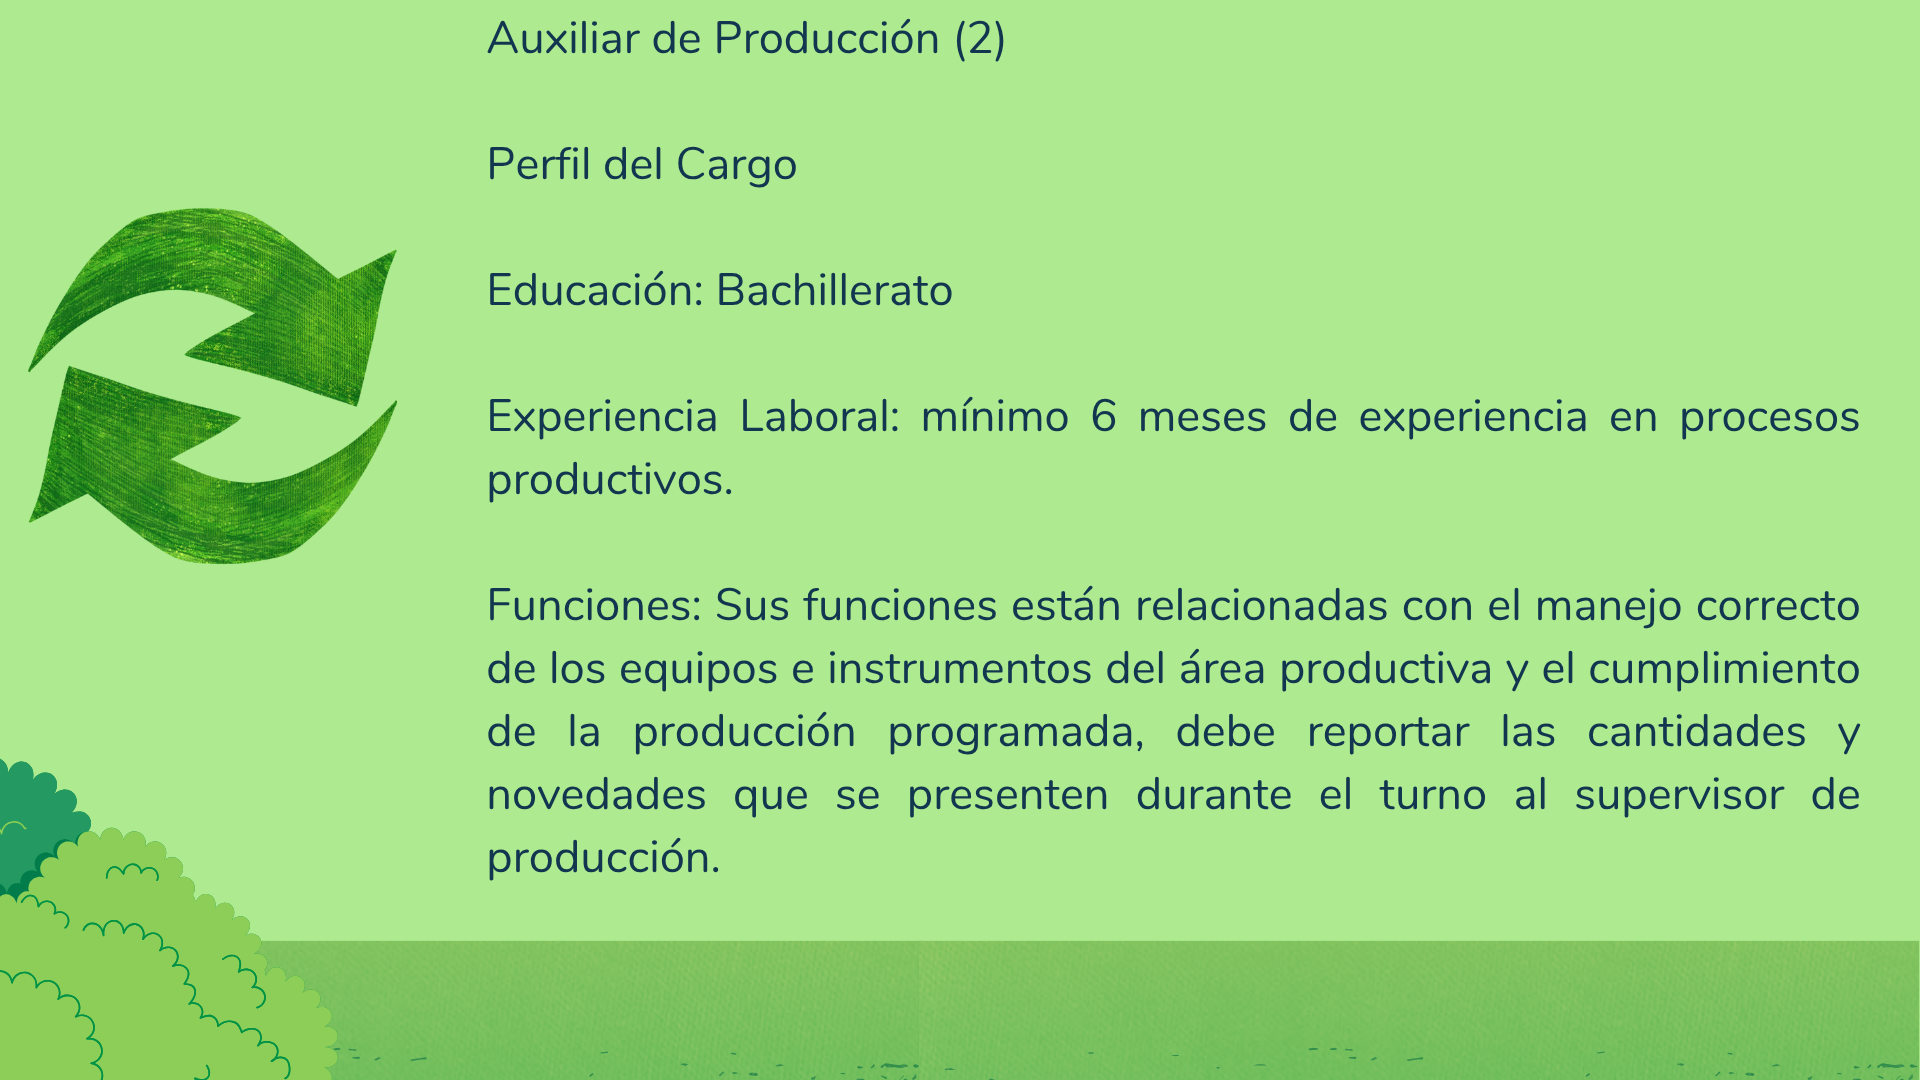 Auxiliar de Producción (2)
Perfil del Cargo
Educación: Bachillerato
Experiencia Laboral: mínimo 6 meses de experiencia en procesos
productivos.
Funciones: Sus funciones están relacionadas con el manejo correcto
de los equipos e instrumentos del área productiva y el cumplimiento
de la producción programada, debe reportar las cantidades y
novedades que se presenten durante el turno al supervisor de
producción.